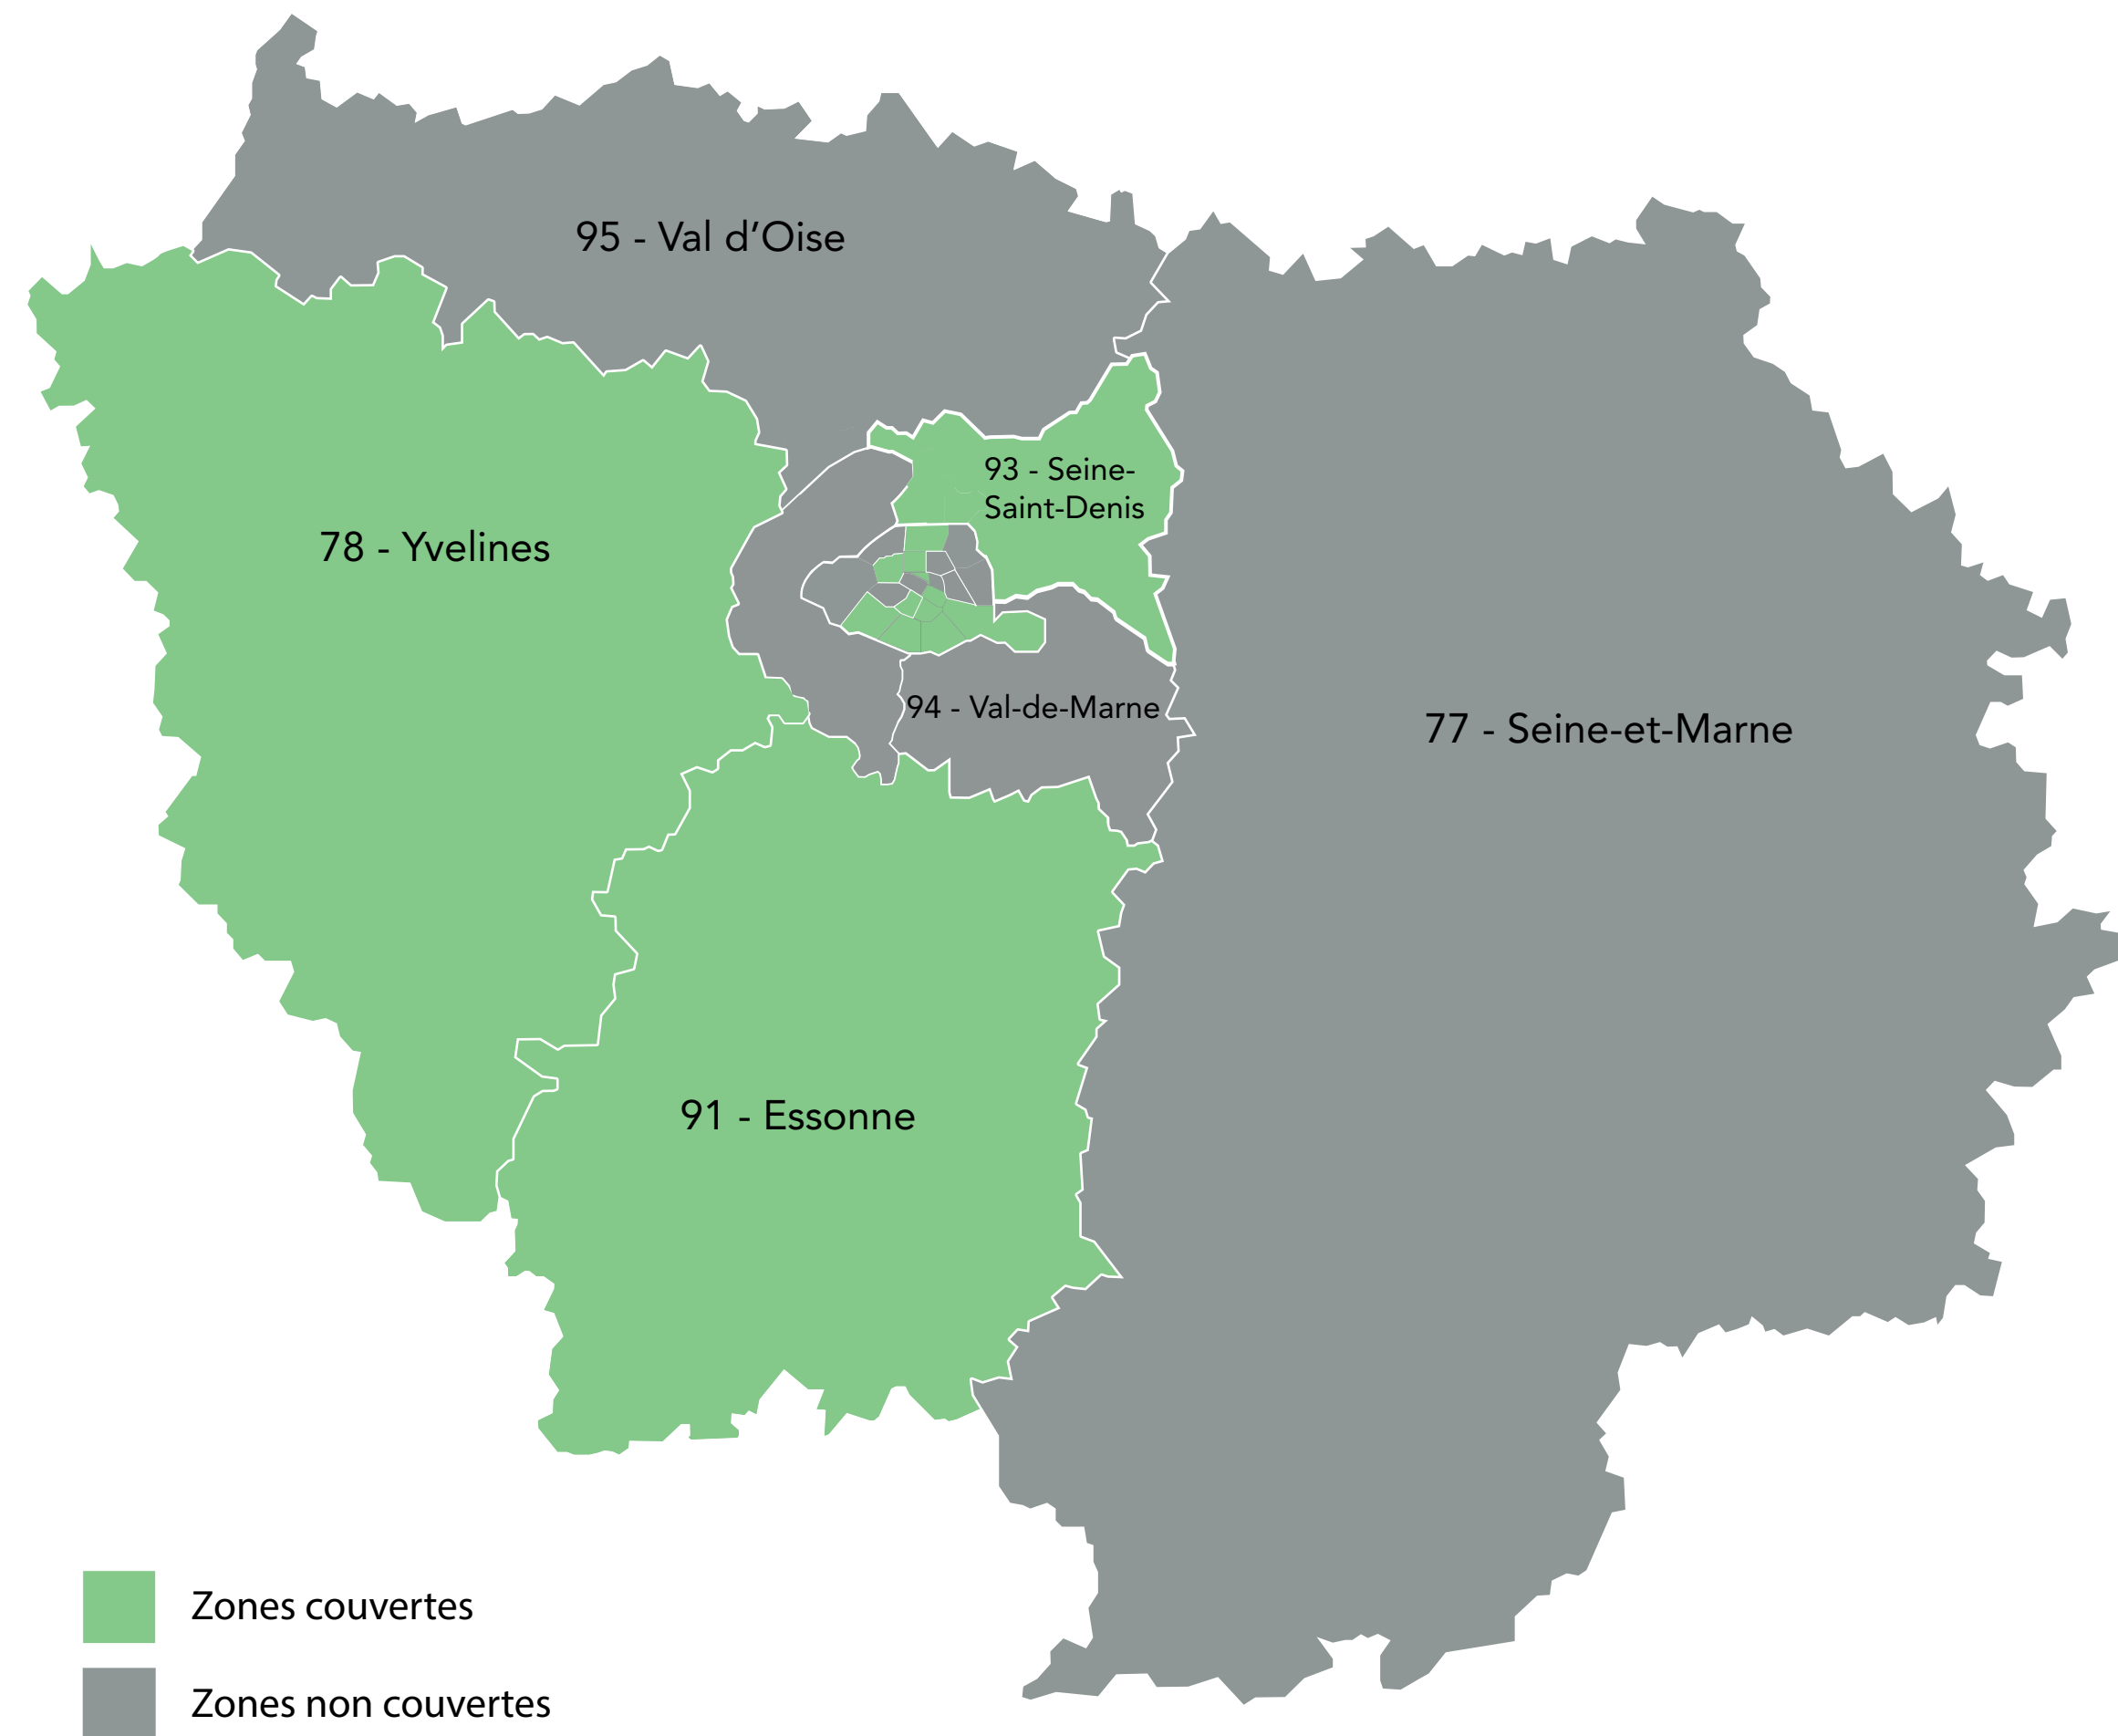 95 - Val d’Oise
93 - Seine-
Saint-Denis
78 - Yvelines
94 - Val-de-Marne
77 - Seine-et-Marne
91 - Essonne
Zones couvertes
Zones non couvertes